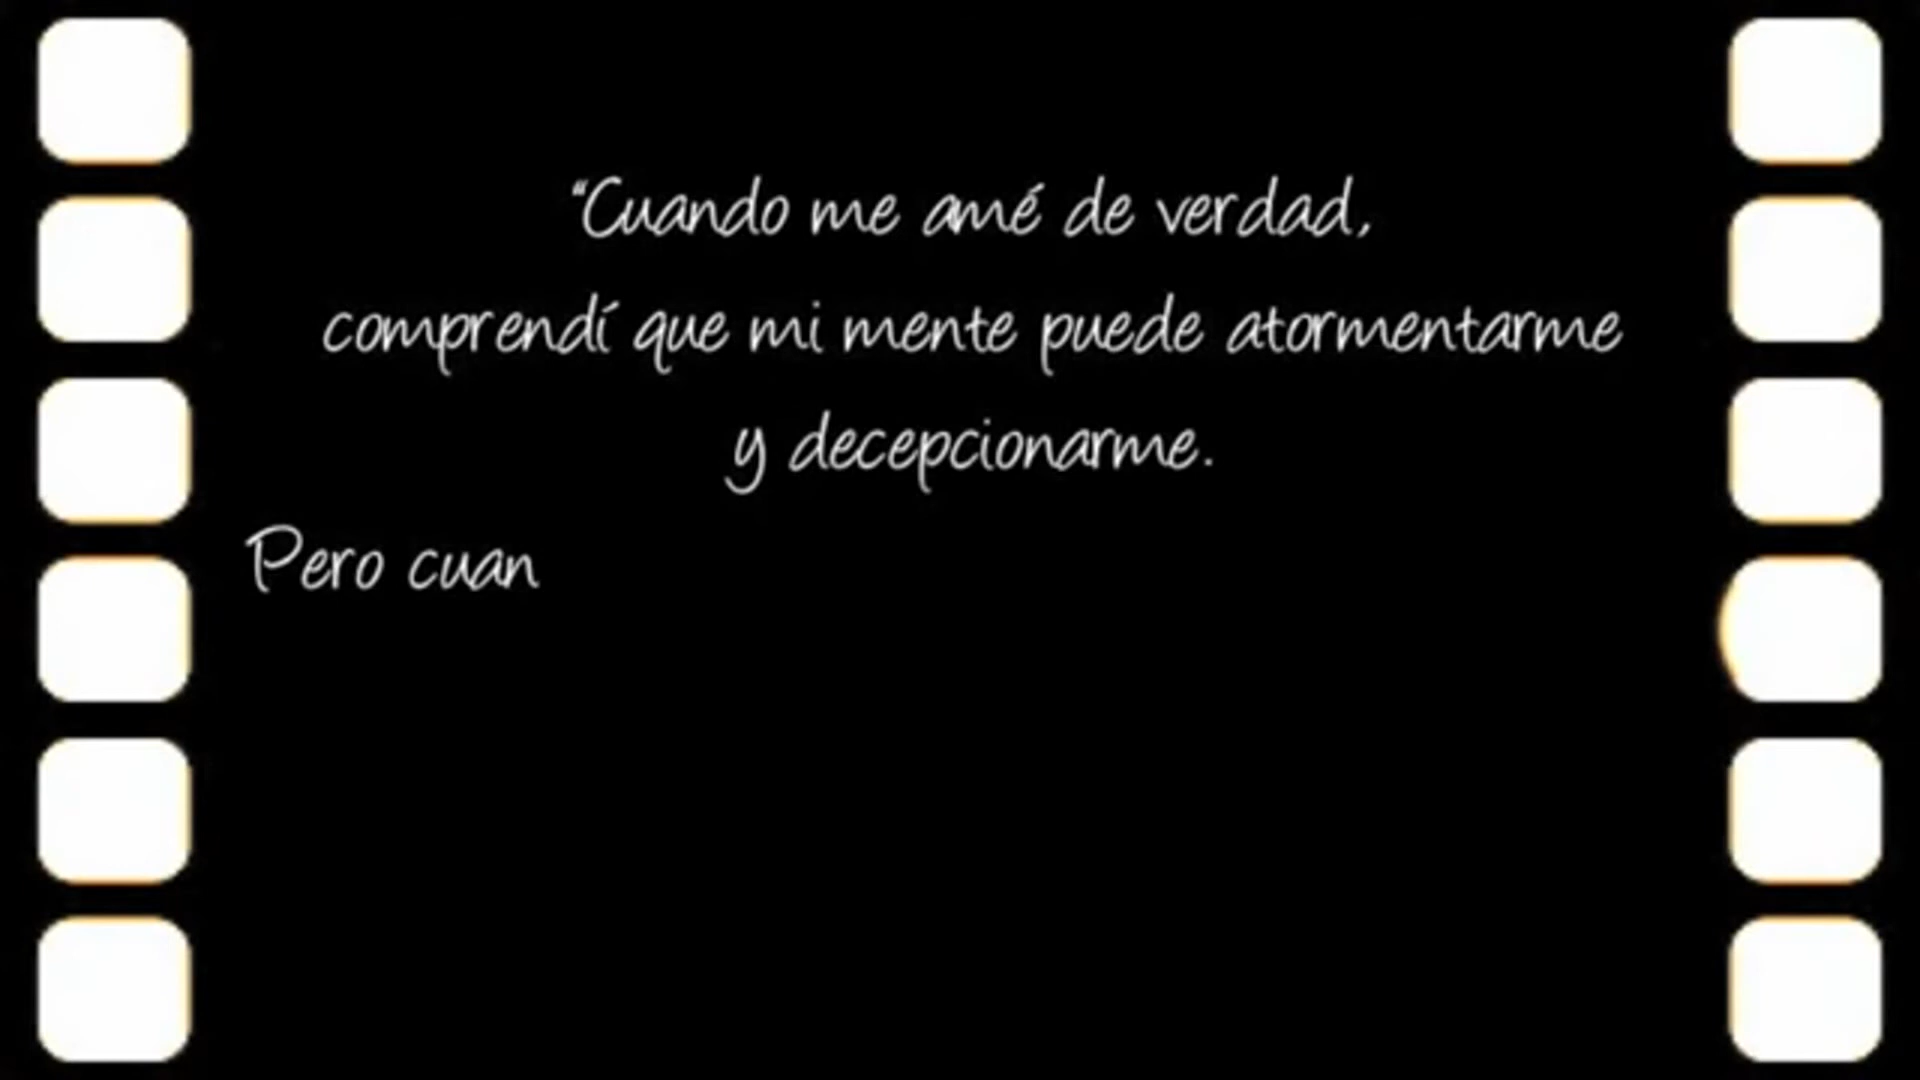 “Cuando me amé de verdad,
comprendí que mi mente puede atormentarme
y decepcionarme.
Pero cuan